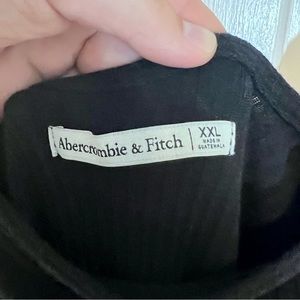 Abercrombie & Fitch
XXL
MADE IN
GUATEMALA